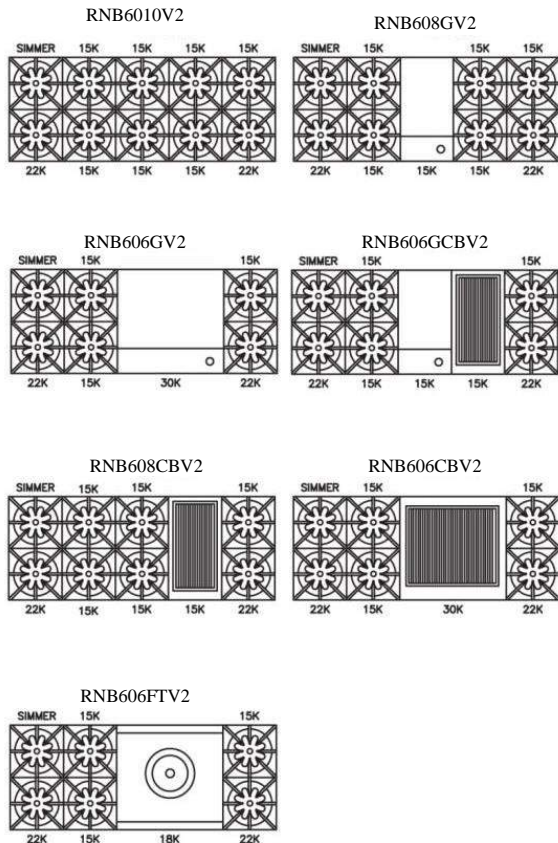 RNB6010V2
SIMMER 15K 15K 15K 15K
22K 15K 15K 15K 22K
RNB608GV2
SIMMER 15K 15K 15K
22K 15K 15K 15K 22K
RNB606GV2
SIMMER 15K 15K
22K 15K 30K 22K
RNB606GCBV2
SIMMER 15K 15K
22K 15K 15K 15K 22K
RNB608CBV2
SIMMER 15K 15K 15K
22K 15K 15K 15K 22K
RNB606CBV2
SIMMER 15K 15K
22K 15K 30K 22K
RNB606FTV2
SIMMER 15K 15K
22K 15K 18K 22K